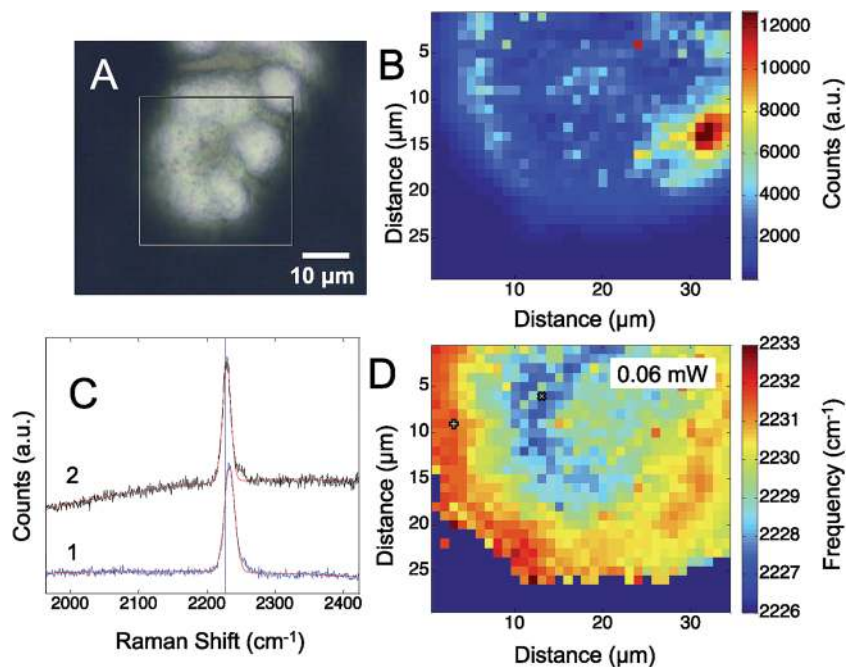 A
10 µm
B
5
10
15
20
25
10 20 30
Distance (µm)
Distance (µm)
12000
10000
8000
6000
4000
2000
Counts (a.u.)
C
2
1
2000 2100 2200 2300 2400
Raman Shift (cm-1)
Counts (a.u.)
D
0.06 mW
5
10
15
20
25
10 20 30
Distance (µm)
Distance (µm)
2233
2232
2231
2230
2229
2228
2227
2226
Frequency (cm-1)